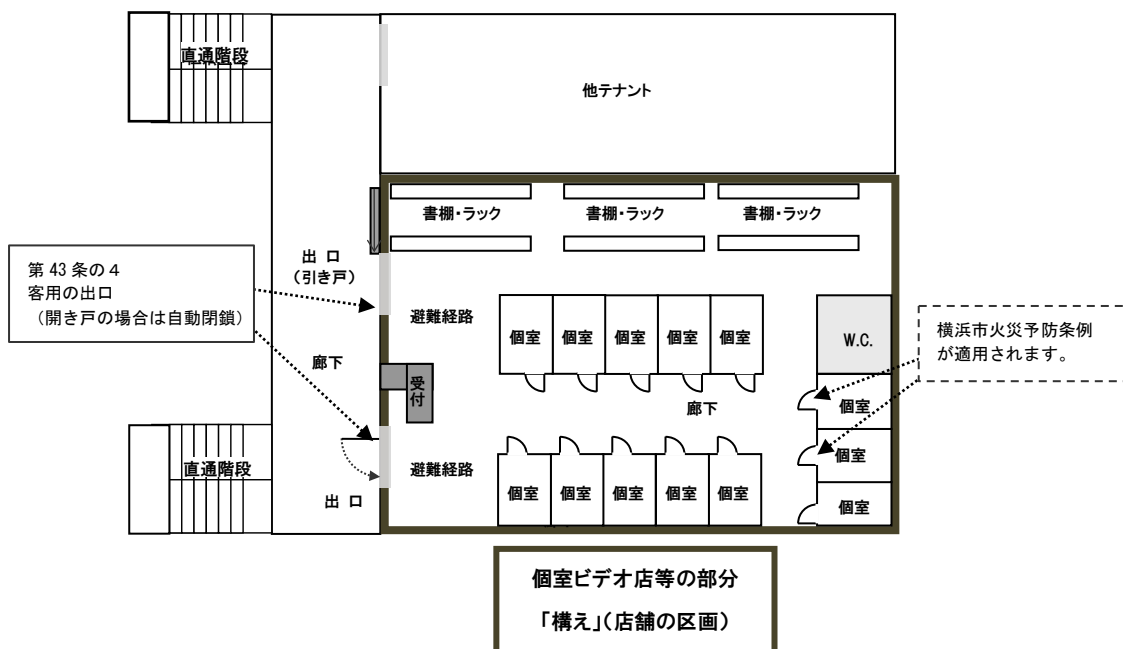 直通階段
他テナント
書棚・ラック
書棚・ラック
書棚・ラック
第43条の4
客用の出口
（開き戸の場合は自動閉鎖）
出 口
（引き戸）
避難経路
個室
個室
個室
個室
個室
W.C.
横浜市火災予防条例
が適用されます。
廊下
受付
廊下
個室
個室
個室
直通階段
避難経路
出 口
個室
個室
個室
個室
個室
個室ビデオ店等の部分
「構え」(店舗の区画)